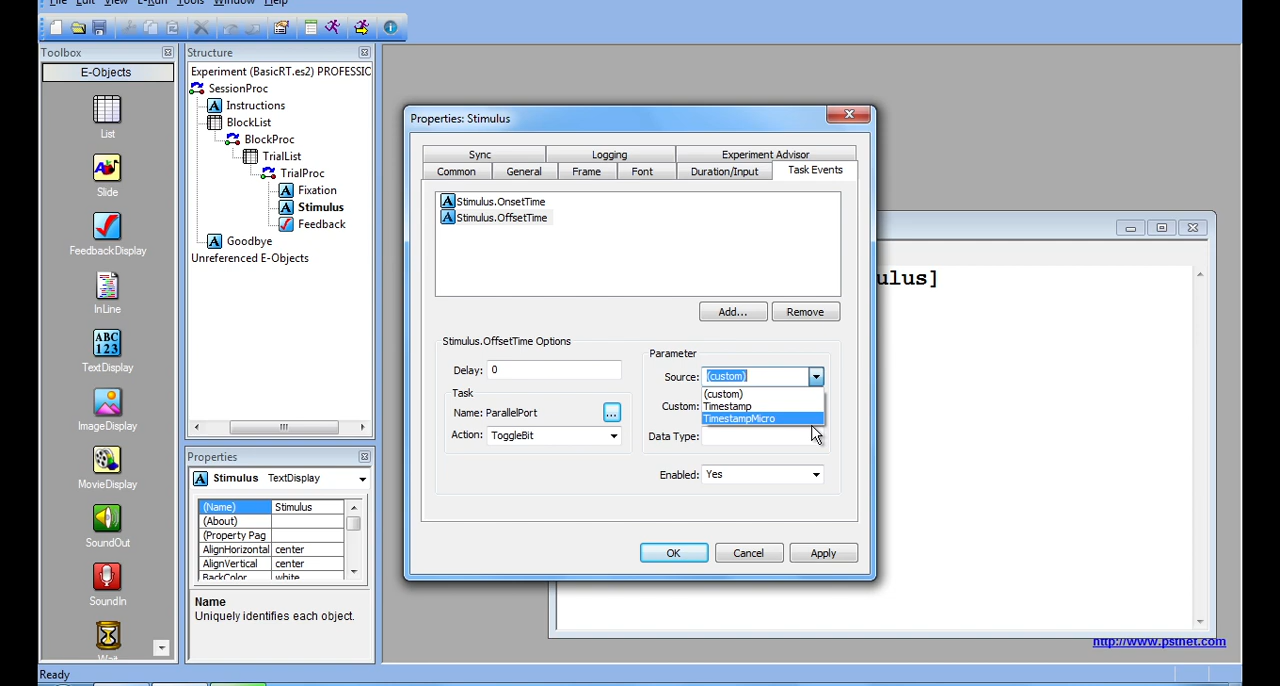 File Edit View E-Run Tools Window Help
Toolbox
E-Objects
List
Slide
FeedbackDisplay
InLine
TextDisplay
ImageDisplay
MovieDisplay
SoundOut
SoundIn
Wait
Structure
Experiment (BasicRT.es2) PROFESSIC
SessionProc
Instructions
BlockList
BlockProc
TrialList
TrialProc
Fixation
Stimulus
Feedback
Goodbye
Unreferenced E-Objects
Properties
Stimulus TextDisplay
(Name) Stimulus
(About)
(Property Pag
AlignHorizontal center
AlignVertical center
BackColor white
Name
Uniquely identifies each object.
Properties: Stimulus
Sync Logging Experiment Advisor
Common General Frame Font Duration/Input Task Events
Stimulus.OnsetTime
Stimulus.OffsetTime
Add... Remove
Stimulus.OffsetTime Options
Delay: 0
Task
Name: ParallelPort ...
Action: ToggleBit
Parameter
Source: (custom)
(custom)
Timestamp
TimestampMicro
Custom:
Data Type:
Enabled: Yes
OK Cancel Apply
ulus]
http://www.pstnet.com
Ready